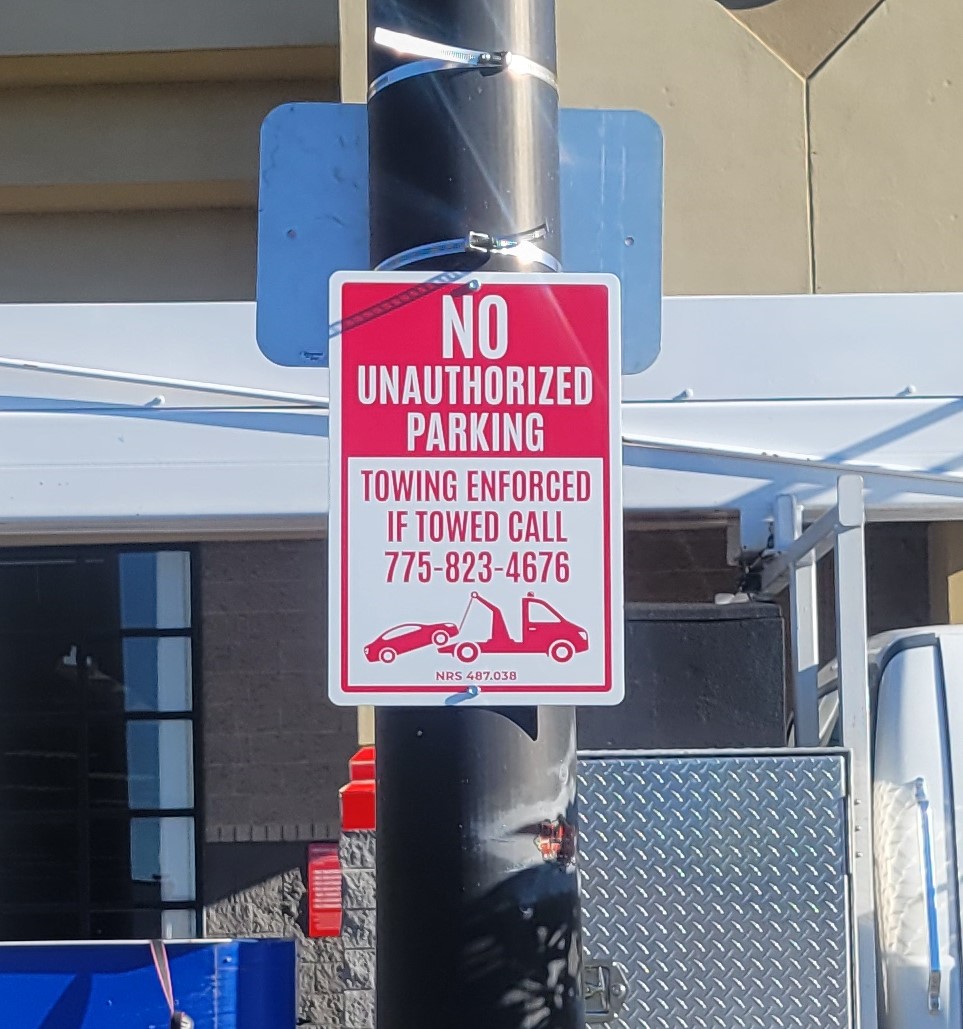 NO
UNAUTHORIZED
PARKING
TOWING ENFORCED
IF TOWED CALL
775-823-4676
NRS 487.038